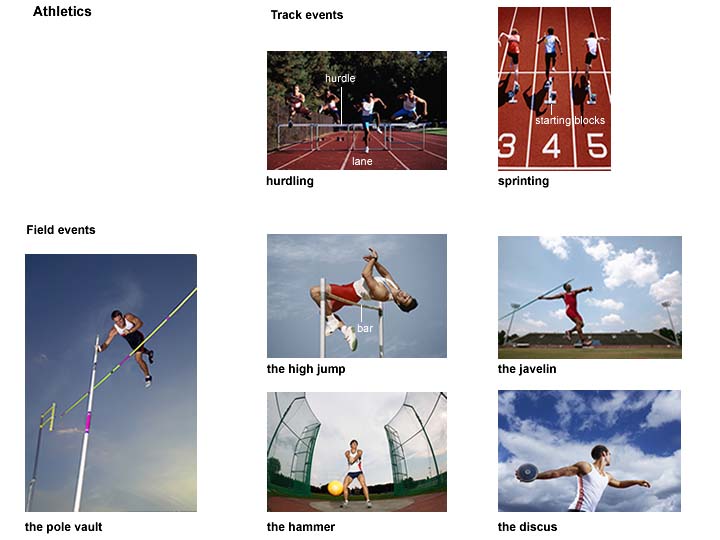 Athletics
Track events
hurdle
lane
hurdling
starting blocks
3 4 5
sprinting
Field events
the pole vault
bar
the high jump
the javelin
the hammer
the discus